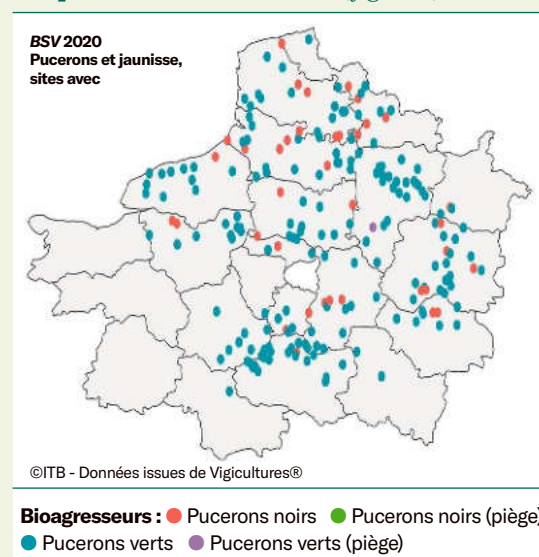 BSV 2020
Pucerons et jaunisse,
sites avec
©ITB - Données issues de Vigicultures®
Bioagresseurs : Pucerons noirs Pucerons noirs (piège)
Pucerons verts Pucerons verts (piège)